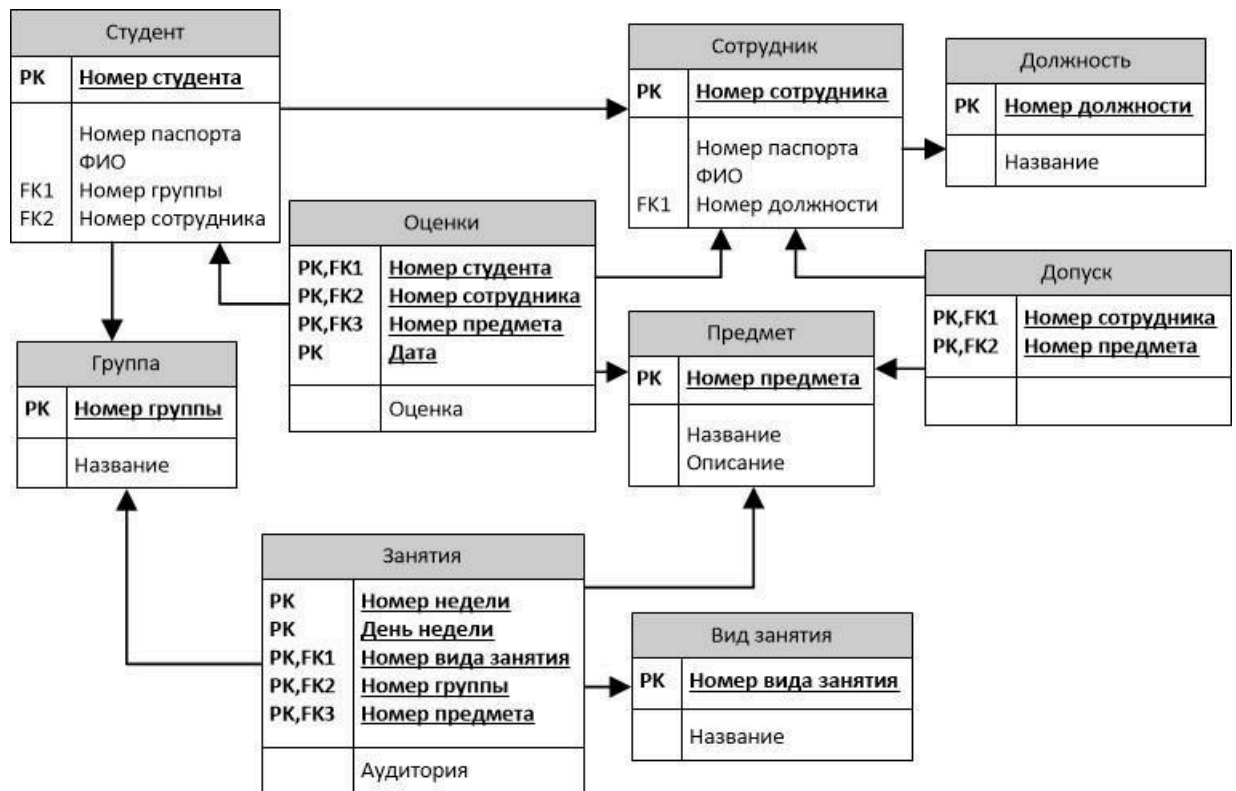 Студент
PK Номер студента
Номер паспорта
ФИО
FK1 Номер группы
FK2 Номер сотрудника
Сотрудник
PK Номер сотрудника
Номер паспорта
ФИО
FK1 Номер должности
Должность
PK Номер должности
Название
Оценки
PK,FK1 Номер студента
PK,FK2 Номер сотрудника
PK,FK3 Номер предмета
PK Дата
Оценка
Допуск
PK,FK1 Номер сотрудника
PK,FK2 Номер предмета
Группа
PK Номер группы
Название
Предмет
PK Номер предмета
Название
Описание
Занятия
PK Номер недели
PK День недели
PK,FK1 Номер вида занятия
PK,FK2 Номер группы
PK,FK3 Номер предмета
Аудитория
Вид занятия
PK Номер вида занятия
Название